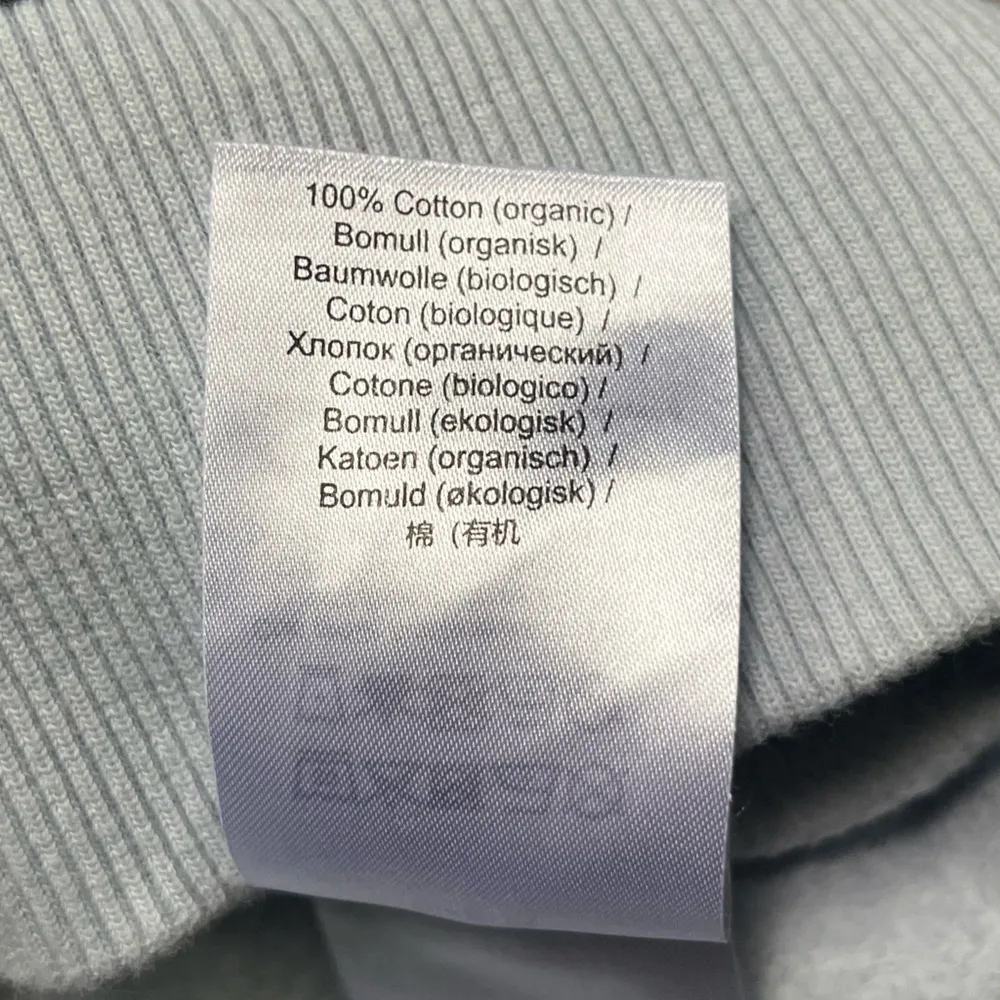 100% Cotton (organic) /
Bomull (organisk) /
Baumwolle (biologisch) /
Coton (biologique) /
Хлопок (органический) /
Cotone (biologico) /
Bomull (ekologisk) /
Katoen (organisch) /
Bomuld (økologisk) /
棉 (有机